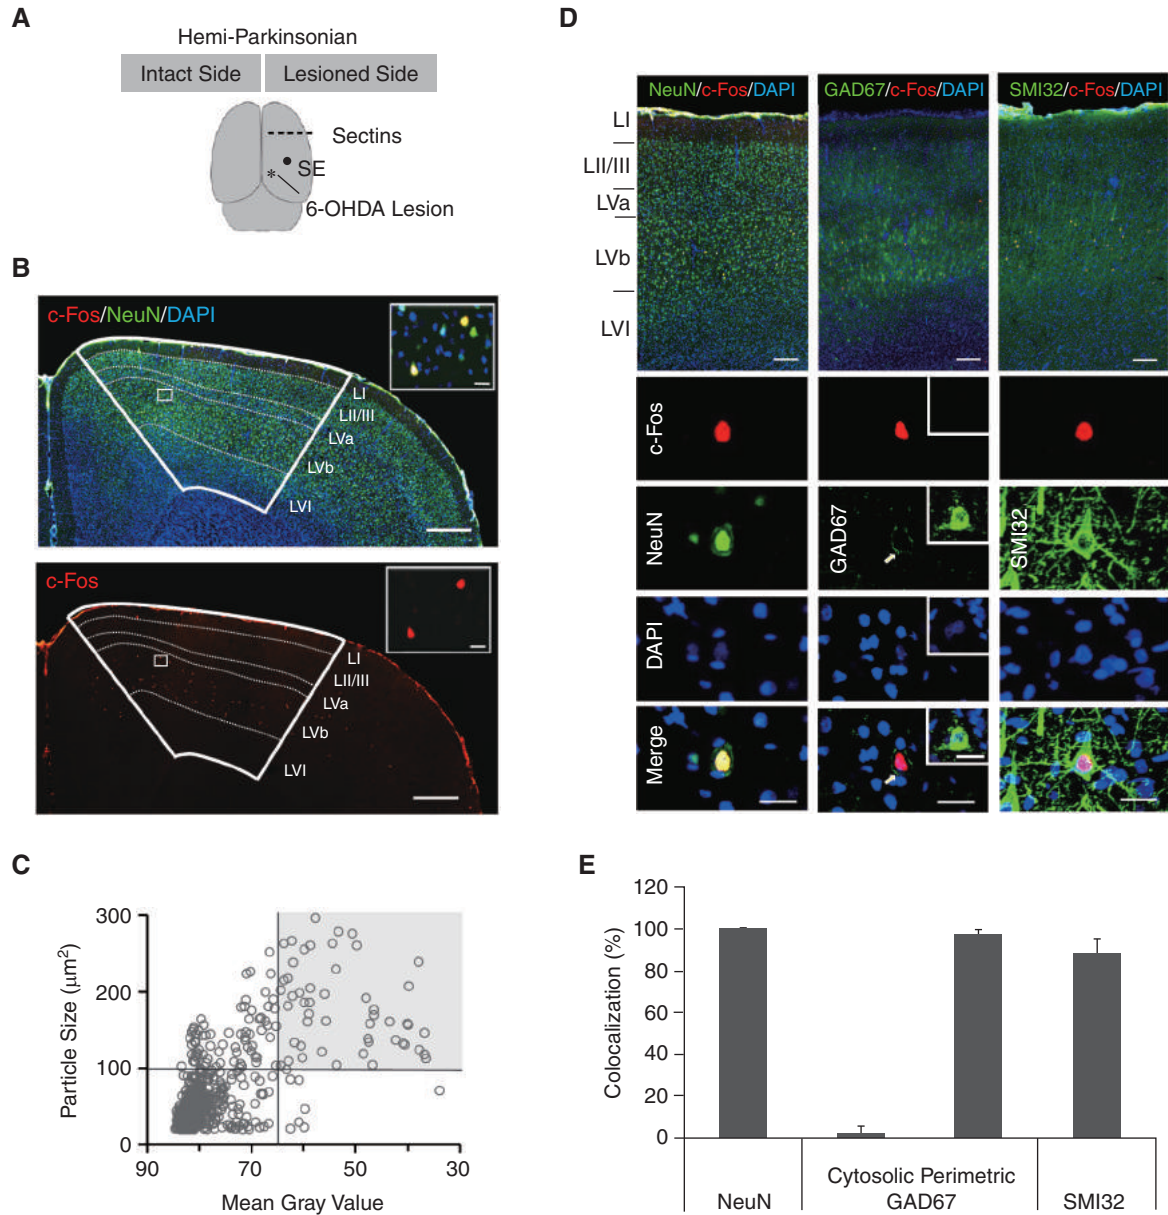 A
Hemi-Parkinsonian
Intact Side
Lesioned Side
Sectins
SE
*
6-OHDA Lesion
B
c-Fos/NeuN/DAPI
LI
LII/III
LVa
LVb
LVI
c-Fos
LI
LII/III
LVa
LVb
LVI
C
Particle Size (µm²)
300
200
100
0
90
70
50
30
Mean Gray Value
D
NeuN/c-Fos/DAPI
GAD67/c-Fos/DAPI
SMI32/c-Fos/DAPI
LI
LII/III
LVa
LVb
LVI
c-Fos
NeuN
GAD67
SMI32
DAPI
Merge
E
Colocalization (%)
120
100
80
60
40
20
0
NeuN
Cytosolic Perimetric
GAD67
SMI32